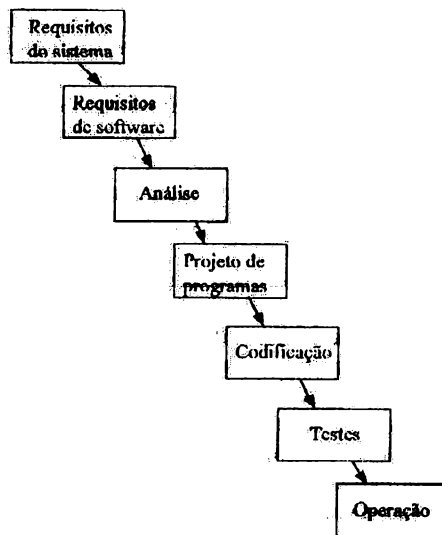 Requisitos
do sistema
Requisitos
de software
Análise
Projeto de
programas
Codificação
Testes
Operação